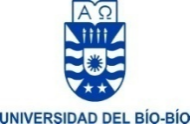 Α Ω
UNIVERSIDAD DEL BÍO-BÍO